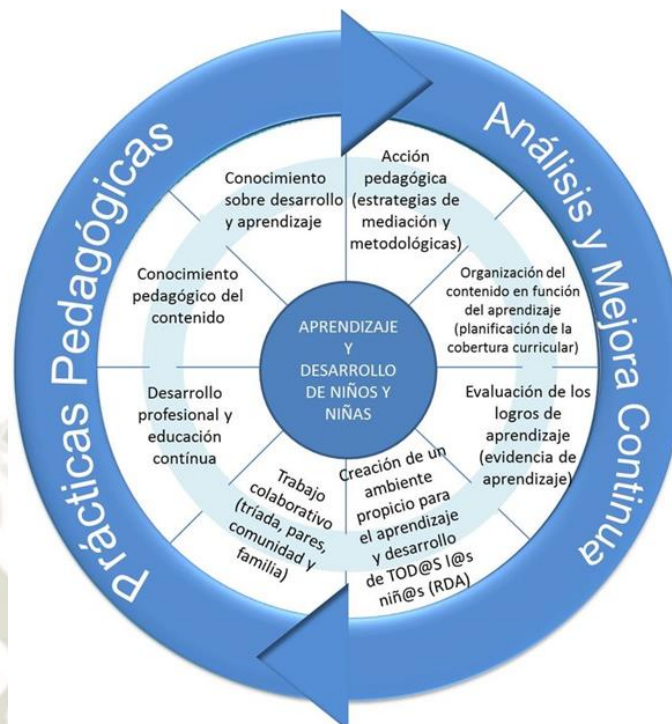 Prácticas Pedagógicas
Análisis y Mejora Continua
Acción
pedagógica
(estrategias de
mediación y
metodológicas)
Organización del
contenido en función
del aprendizaje
(planificación de la
cobertura curricular)
Evaluación de los
logros de
aprendizaje
(evidencia de
aprendizaje)
Creación de un
ambiente
propicio para
el aprendizaje
y desarrollo
de TOD@S l@s
niñ@s (RDA)
Trabajo
colaborativo
(tríada, pares,
comunidad y
familia)
Desarrollo
profesional y
educación
contínua
Conocimiento
pedagógico del
contenido
Conocimiento
sobre desarrollo
y aprendizaje
APRENDIZAJE
Y
DESARROLLO
DE NIÑOS Y
NIÑAS